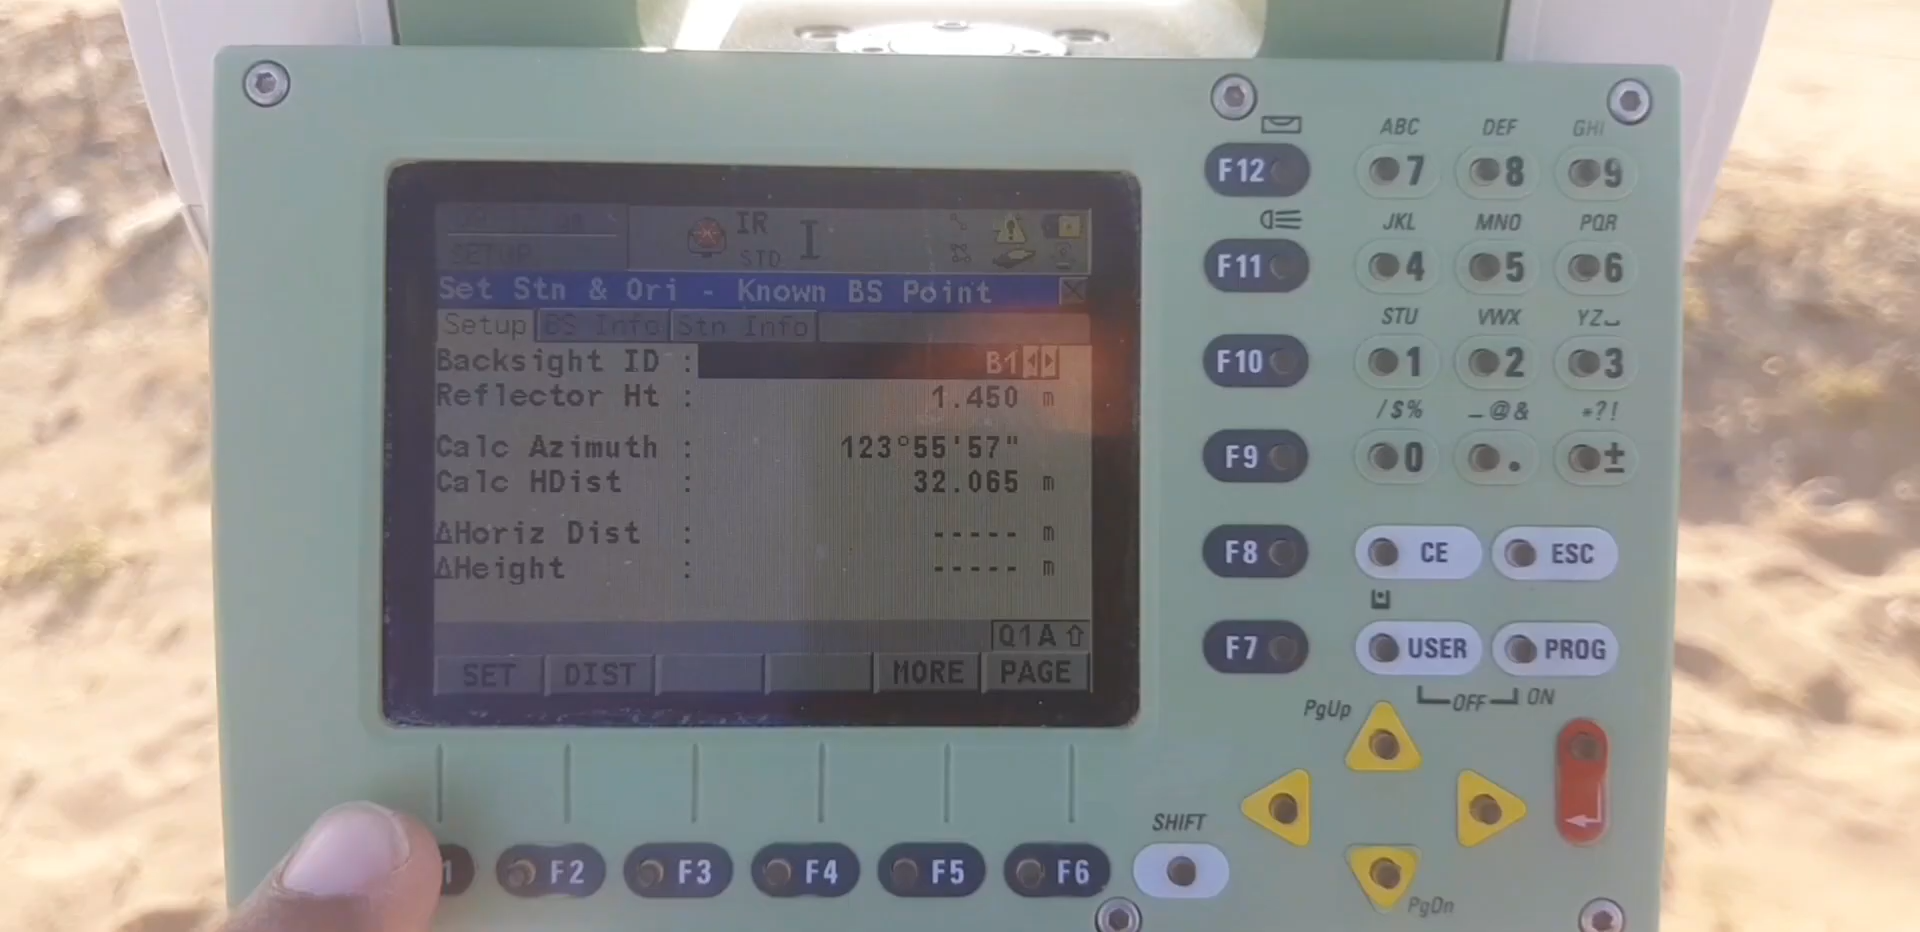 SETUP
IR
STD
I
Set Stn & Ori - Known BS Point
Setup BS Info Stn Info
Backsight ID : B1
Reflector Ht : 1.450 m
Calc Azimuth : 123°55'57"
Calc HDist : 32.065 m
ΔHoriz Dist : ----- m
ΔHeight : ----- m
Q1A⇧
SET DIST MORE PAGE
F2 F3 F4 F5 F6
SHIFT
F12
F11
F10
F9
F8
F7
ABC DEF GHI
7 8 9
JKL MNO PQR
4 5 6
STU VWX YZ␣
1 2 3
/$% _@& *?!
0 . ±
CE ESC
USER PROG
OFF ON
PgUp
PgDn